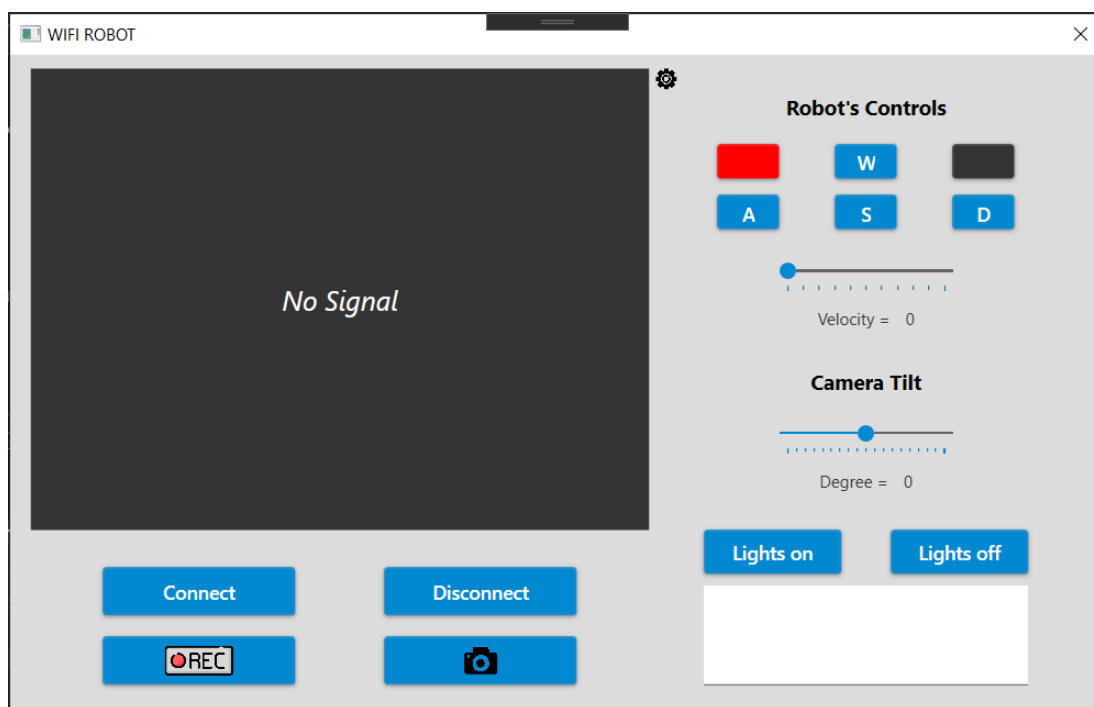 WIFI ROBOT
No Signal
Robot's Controls
W
A S D
Velocity = 0
Camera Tilt
Degree = 0
Lights on Lights off
Connect Disconnect
REC